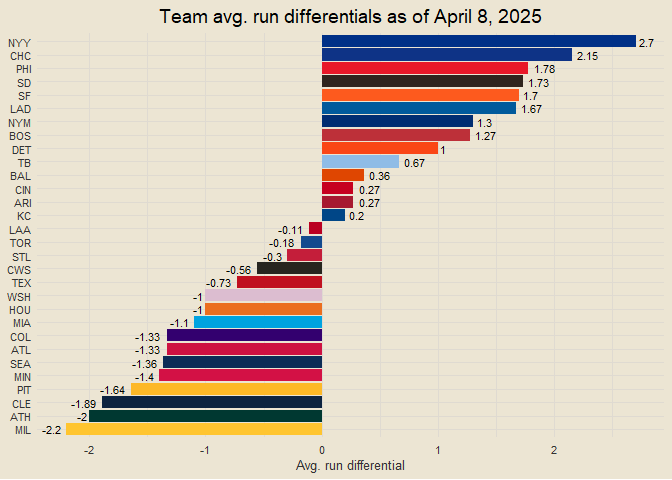 Team avg. run differentials as of April 8, 2025
NYY 2.7
CHC 2.15
PHI 1.78
SD 1.73
SF 1.7
LAD 1.67
NYM 1.3
BOS 1.27
DET 1
TB 0.67
BAL 0.36
CIN 0.27
ARI 0.27
KC 0.2
LAA -0.11
TOR -0.18
STL -0.3
CWS -0.56
TEX -0.73
WSH -1
HOU -1
MIA -1.1
COL -1.33
ATL -1.33
SEA -1.36
MIN -1.4
PIT -1.64
CLE -1.89
ATH -2
MIL -2.2
-2 -1 0 1 2
Avg. run differential